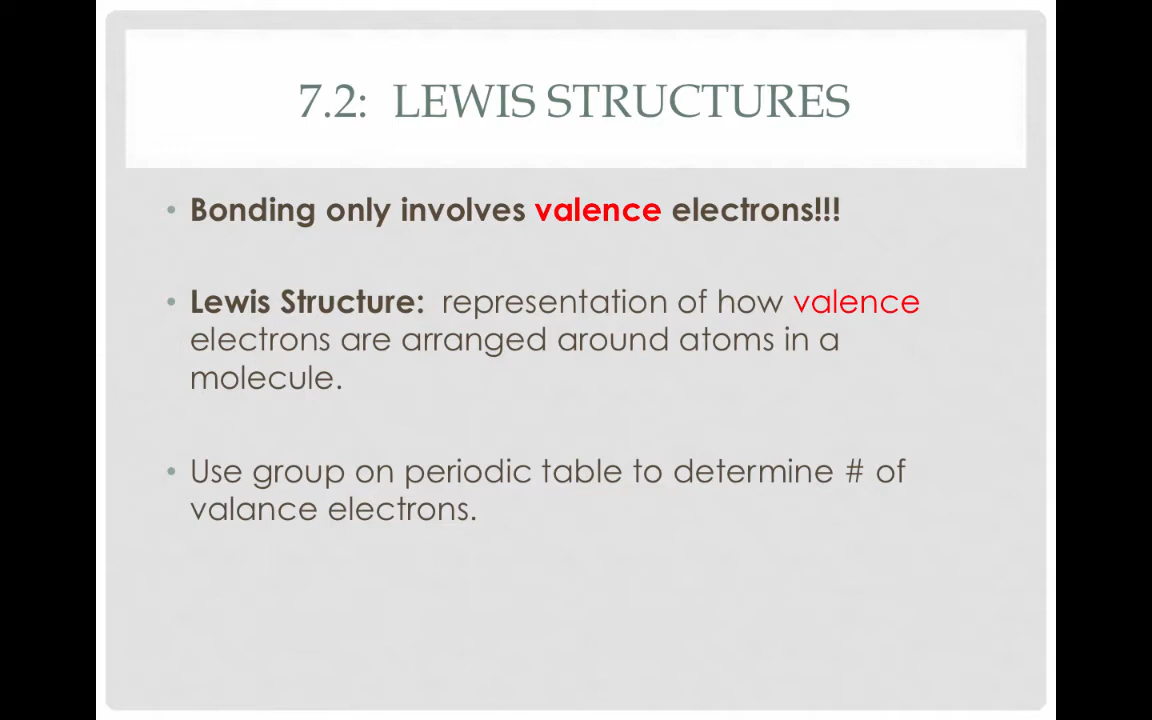 7.2: LEWIS STRUCTURES
• Bonding only involves valence electrons!!!
• Lewis Structure: representation of how valence
electrons are arranged around atoms in a
molecule.
• Use group on periodic table to determine # of
valance electrons.